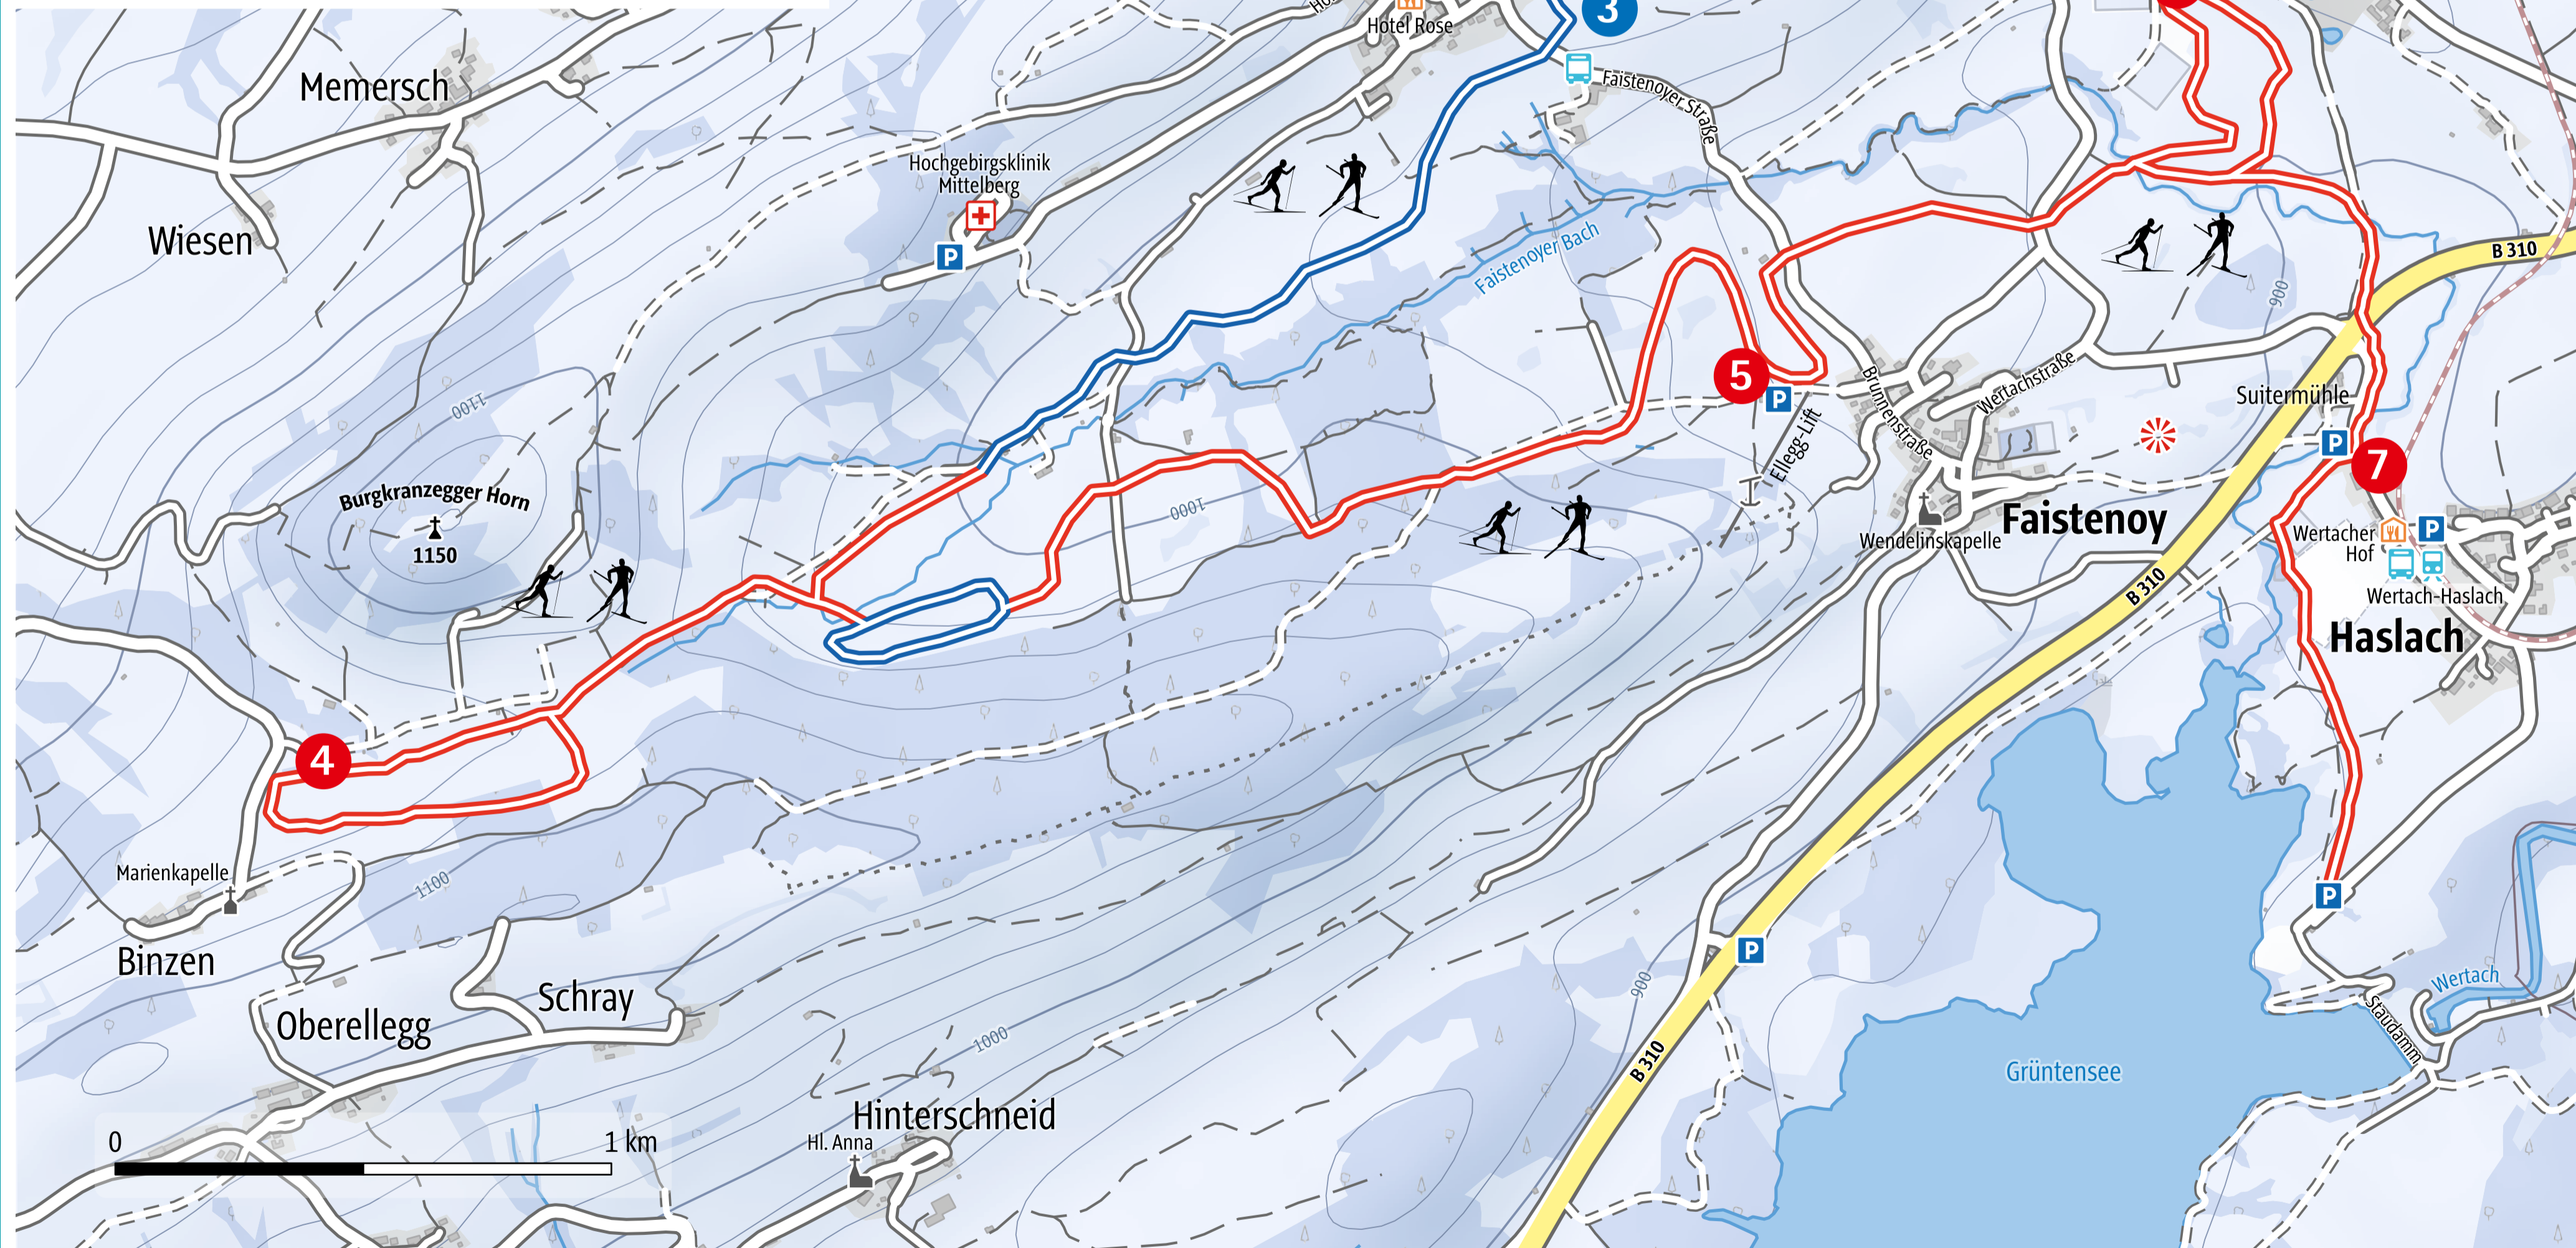 Hotel Rose
3
Memersch
Faistenoyer Straße
Hochgebirgsklinik
Mittelberg
Wiesen
P
Faistenoyer Bach
B 310
900
1100
5
P
Ellegg-Lift
Brunnenstraße
Wertachstraße
Suitermühle
P
7
Burgkranzegger Horn
1150
1000
Faistenoy
Wendelinskapelle
Wertacher
Hof
P
Wertach-Haslach
B 310
Haslach
4
Marienkapelle
1100
Binzen
P
P
Schray
Oberellegg
900
1000
Wertach
Staudamm
B 310
Grüntensee
Hinterschneid
Hl. Anna
0
1 km